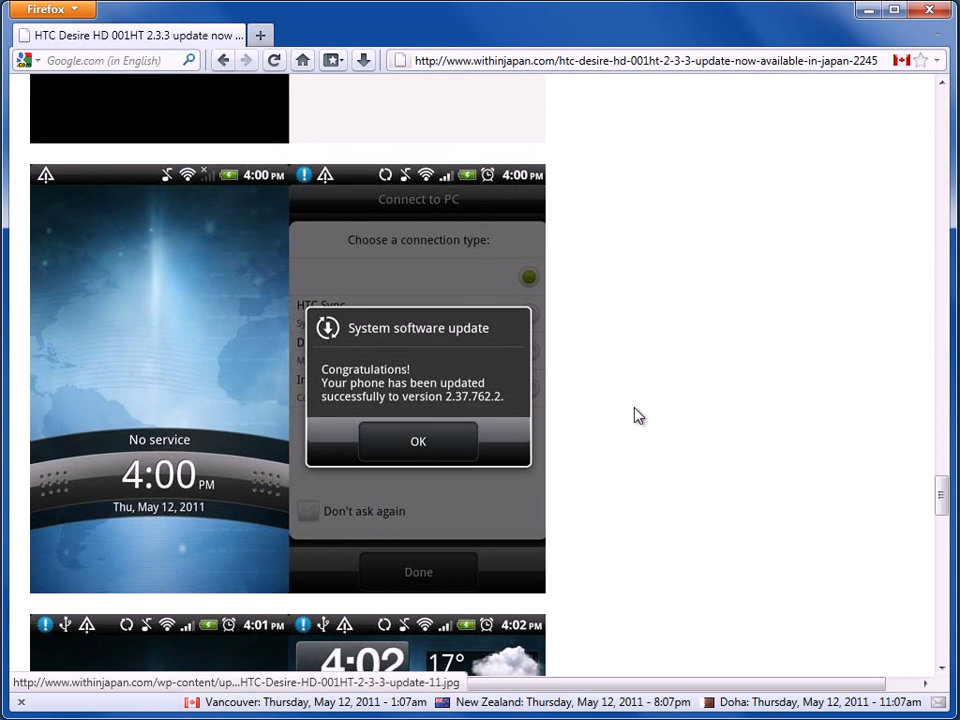 Firefox
HTC Desire HD 001HT 2.3.3 update now ...
Google.com (in English)
http://www.withinjapan.com/htc-desire-hd-001ht-2-3-3-update-now-available-in-japan-2245
4:00 PM
4:00 PM
Connect to PC
Choose a connection type:
HTC Sync
System software update
Congratulations!
Your phone has been updated
successfully to version 2.37.762.2.
OK
No service
4:00 PM
Thu, May 12, 2011
Don't ask again
Done
4:01 PM
4:02 PM
4:02
17°
http://www.withinjapan.com/wp-content/up...HTC-Desire-HD-001HT-2-3-3-update-11.jpg
Vancouver: Thursday, May 12, 2011 - 1:07am
New Zealand: Thursday, May 12, 2011 - 8:07pm
Doha: Thursday, May 12, 2011 - 11:07am